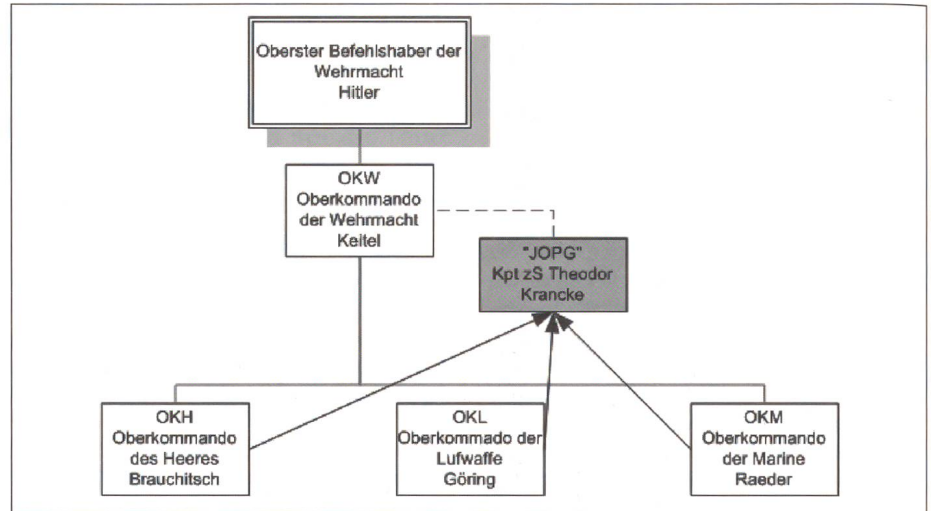 Oberster Befehlshaber der
Wehrmacht
Hitler
OKW
Oberkommando
der Wehrmacht
Keitel
"JOPG"
Kpt zS Theodor
Krancke
OKH
Oberkommando
des Heeres
Brauchitsch
OKL
Oberkommado der
Lufwaffe
Göring
OKM
Oberkommando
der Marine
Raeder